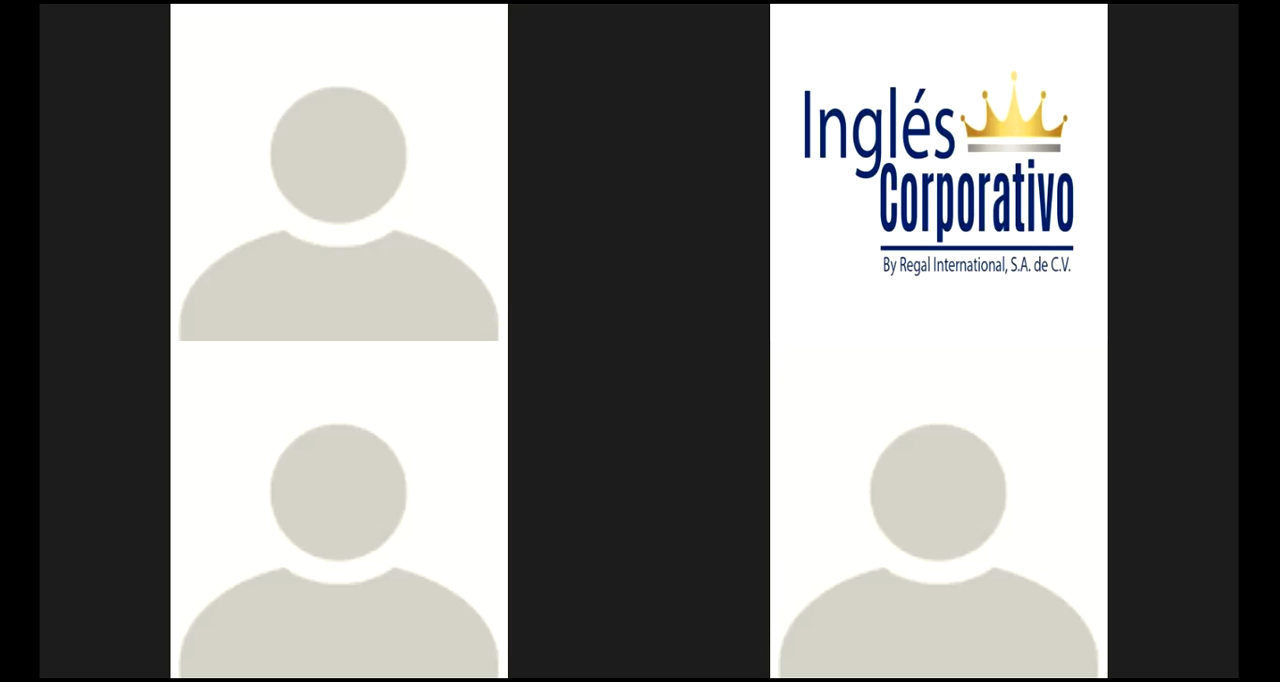 Inglés
Corporativo
By Regal International, S.A. de C.V.